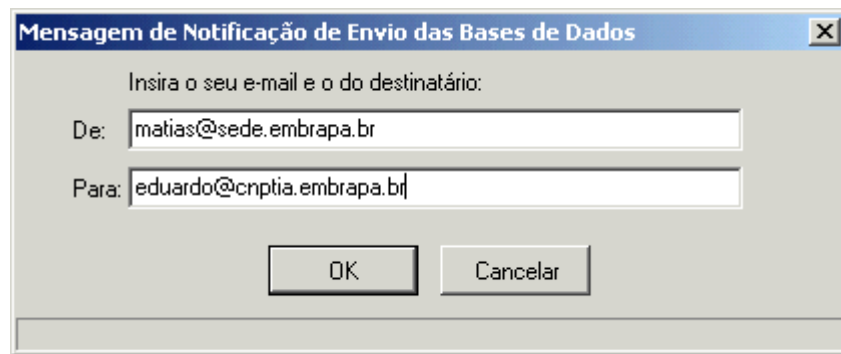 Mensagem de Notificação de Envio das Bases de Dados
Insira o seu e-mail e o do destinatário:
De: matias@sede.embrapa.br
Para: eduardo@cnptia.embrapa.br
OK Cancelar